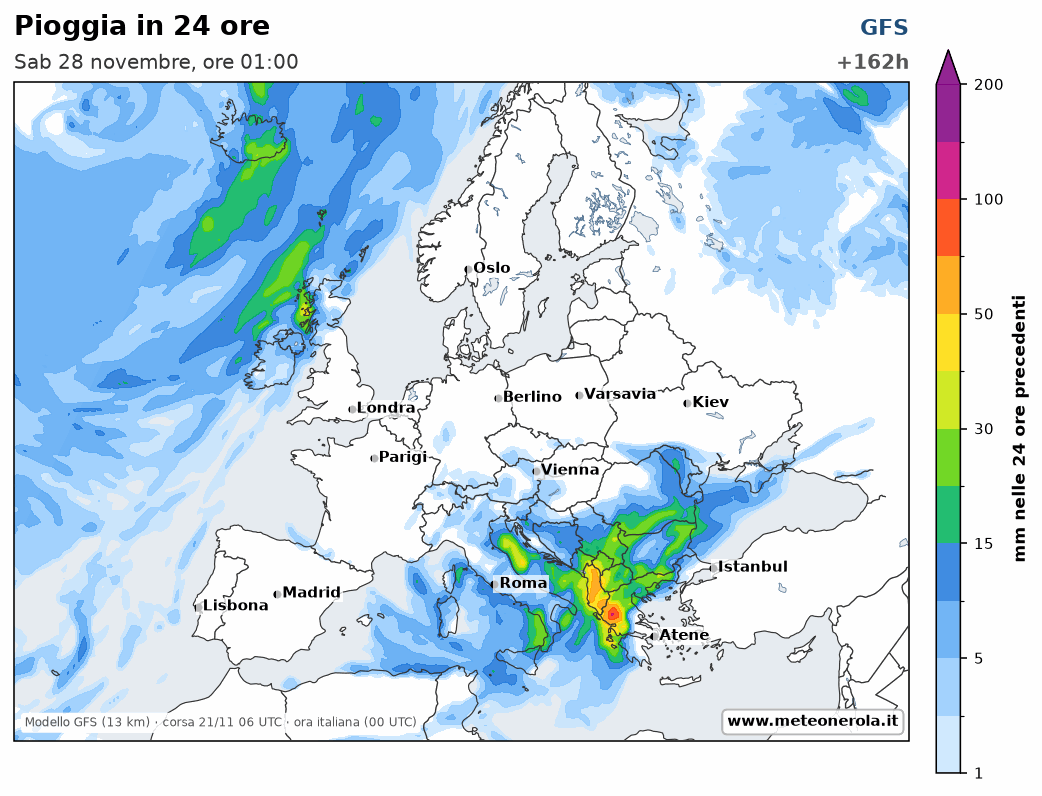 Pioggia in 24 ore
GFS
Sab 28 novembre, ore 01:00
+162h
200
100
50
30
15
5
1
mm nelle 24 ore precedenti
Oslo
Londra
Berlino
Varsavia
Kiev
Parigi
Vienna
Istanbul
Roma
Madrid
Lisbona
Atene
Modello GFS (13 km) · corsa 21/11 06 UTC · ora italiana (00 UTC)
www.meteonerola.it